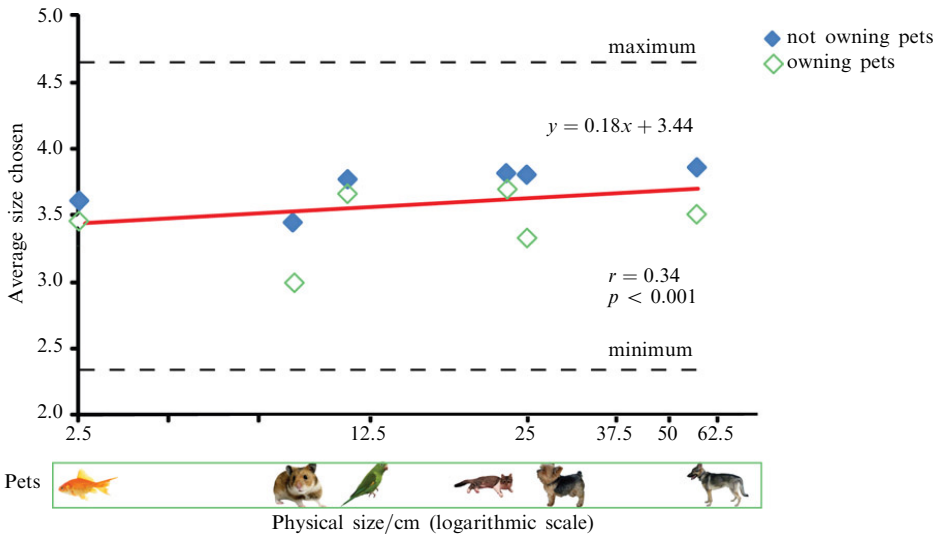 5.0
not owning pets
owning pets
maximum
4.5
y = 0.18x + 3.44
4.0
Average size chosen
3.5
3.0
r = 0.34
p < 0.001
2.5
minimum
2.0
2.5 12.5 25 37.5 50 62.5
Pets
Physical size/cm (logarithmic scale)